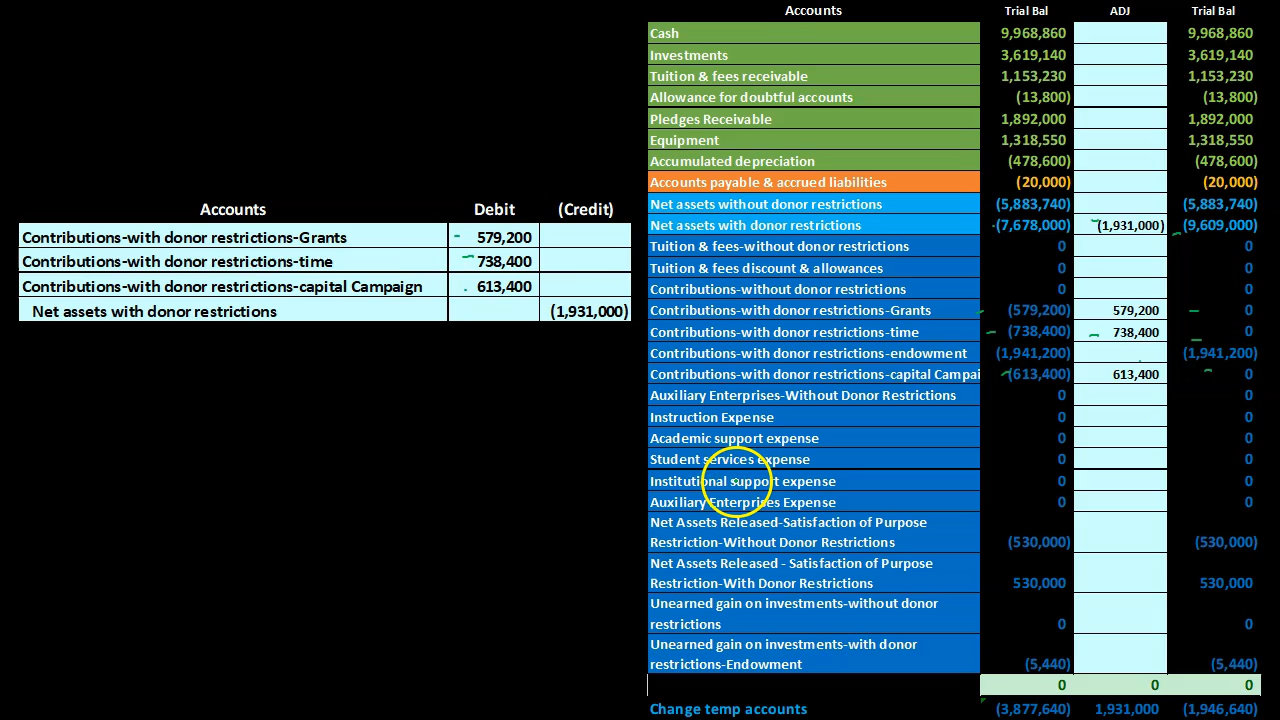 Accounts Debit (Credit)
Contributions-with donor restrictions-Grants 579,200
Contributions-with donor restrictions-time 738,400
Contributions-with donor restrictions-capital Campaign 613,400
Net assets with donor restrictions (1,931,000)
Accounts Trial Bal ADJ Trial Bal
Cash 9,968,860 9,968,860
Investments 3,619,140 3,619,140
Tuition & fees receivable 1,153,230 1,153,230
Allowance for doubtful accounts (13,800) (13,800)
Pledges Receivable 1,892,000 1,892,000
Equipment 1,318,550 1,318,550
Accumulated depreciation (478,600) (478,600)
Accounts payable & accrued liabilities (20,000) (20,000)
Net assets without donor restrictions (5,883,740) (5,883,740)
Net assets with donor restrictions (7,678,000) (1,931,000) (9,609,000)
Tuition & fees-without donor restrictions 0 0
Tuition & fees discount & allowances 0 0
Contributions-without donor restrictions 0 0
Contributions-with donor restrictions-Grants (579,200) 579,200 0
Contributions-with donor restrictions-time (738,400) 738,400 0
Contributions-with donor restrictions-endowment (1,941,200) (1,941,200)
Contributions-with donor restrictions-capital Campai (613,400) 613,400 0
Auxiliary Enterprises-Without Donor Restrictions 0 0
Instruction Expense 0 0
Academic support expense 0 0
Student services expense 0 0
Institutional support expense 0 0
Auxiliary Enterprises Expense 0 0
Net Assets Released-Satisfaction of Purpose
Restriction-Without Donor Restrictions (530,000) (530,000)
Net Assets Released - Satisfaction of Purpose
Restriction-With Donor Restrictions 530,000 530,000
Unearned gain on investments-without donor
restrictions 0 0
Unearned gain on investments-with donor
restrictions-Endowment (5,440) (5,440)
0 0 0
Change temp accounts (3,877,640) 1,931,000 (1,946,640)